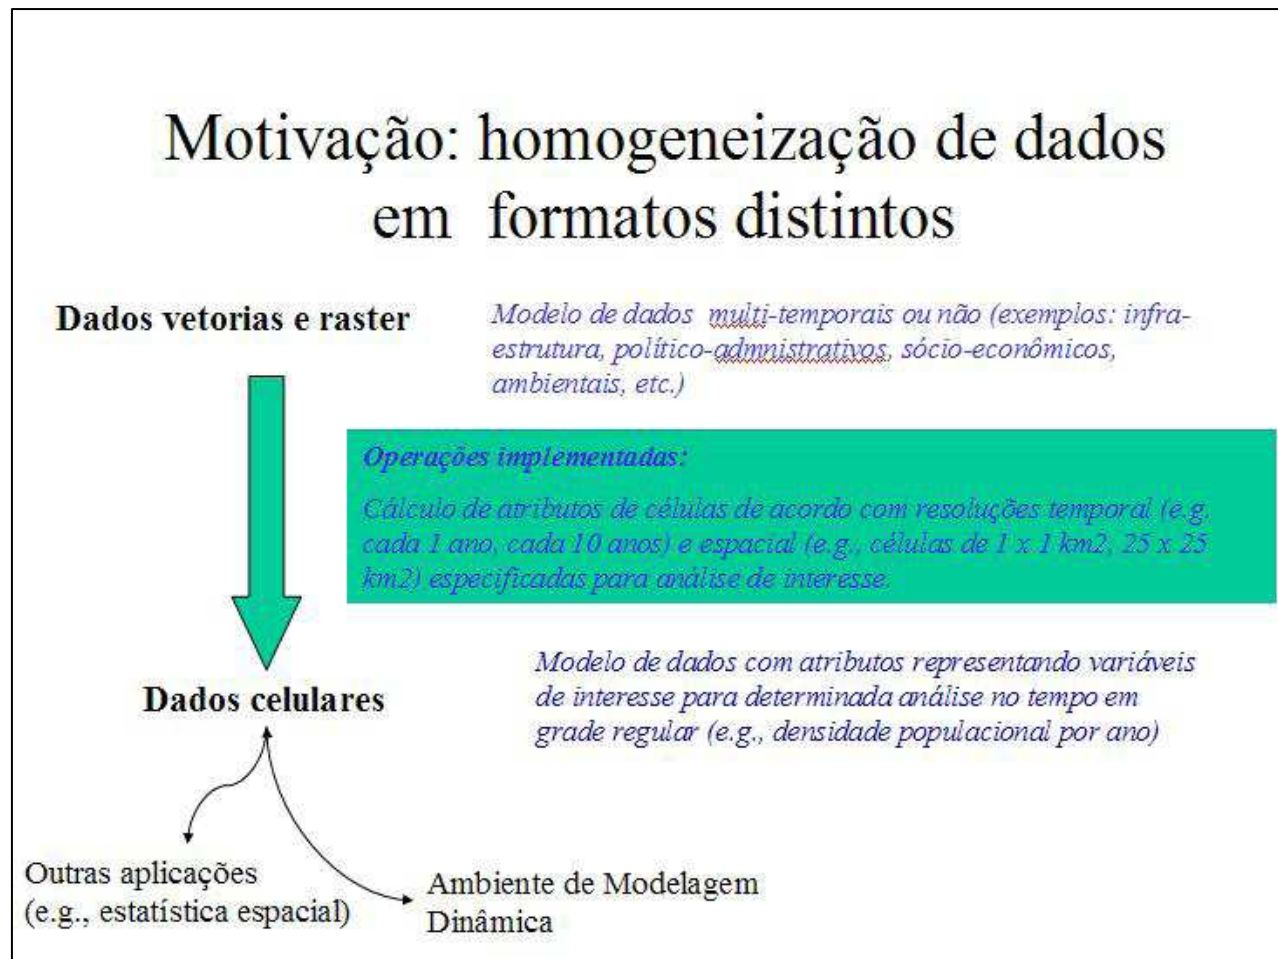 Motivação: homogeneização de dados
em formatos distintos
Dados vetorias e raster
Modelo de dados multi-temporais ou não (exemplos: infra-
estrutura, político-admnistrativos, sócio-econômicos,
ambientais, etc.)
Operações implementadas:
Cálculo de atributos de células de acordo com resoluções temporal (e.g.
cada 1 ano, cada 10 anos) e espacial (e.g., células de 1 x 1 km2, 25 x 25
km2) especificadas para análise de interesse.
Dados celulares
Modelo de dados com atributos representando variáveis
de interesse para determinada análise no tempo em
grade regular (e.g., densidade populacional por ano)
Outras aplicações
(e.g., estatística espacial)
Ambiente de Modelagem
Dinâmica